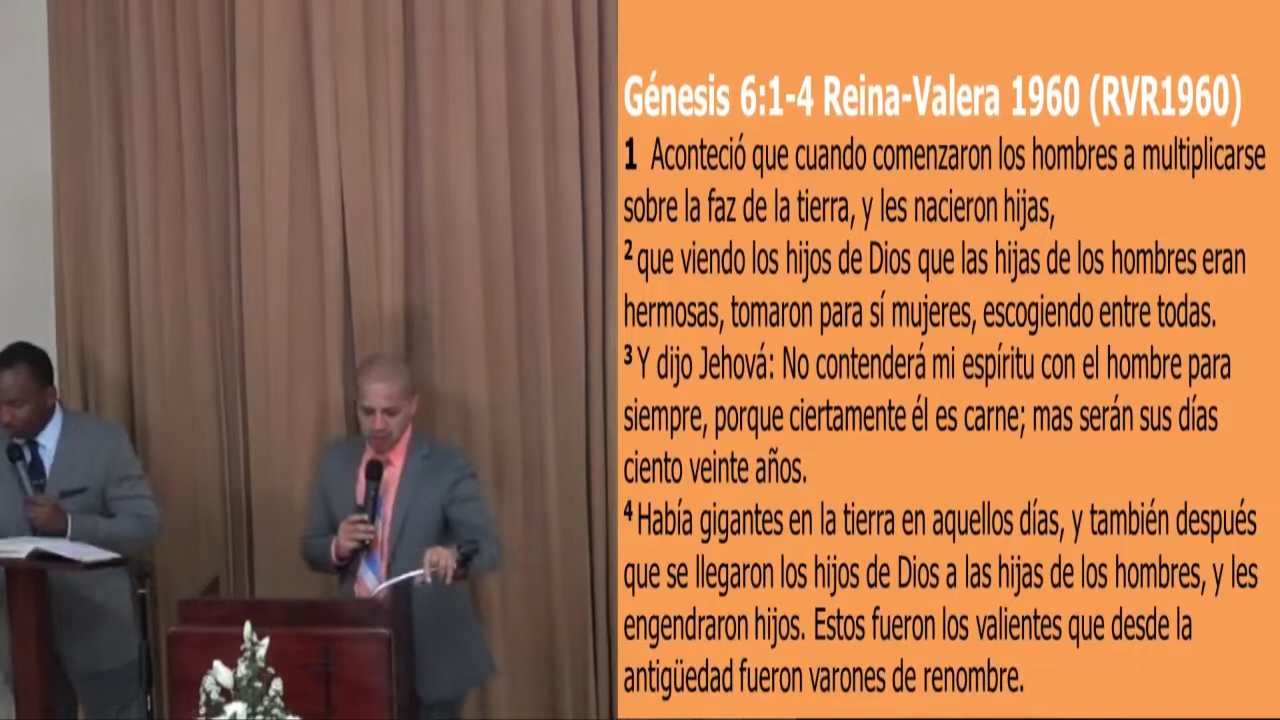 Génesis 6:1-4 Reina-Valera 1960 (RVR1960)
1 Aconteció que cuando comenzaron los hombres a multiplicarse
sobre la faz de la tierra, y les nacieron hijas,
2 que viendo los hijos de Dios que las hijas de los hombres eran
hermosas, tomaron para sí mujeres, escogiendo entre todas.
3 Y dijo Jehová: No contenderá mi espíritu con el hombre para
siempre, porque ciertamente él es carne; mas serán sus días
ciento veinte años.
4 Había gigantes en la tierra en aquellos días, y también después
que se llegaron los hijos de Dios a las hijas de los hombres, y les
engendraron hijos. Estos fueron los valientes que desde la
antigüedad fueron varones de renombre.